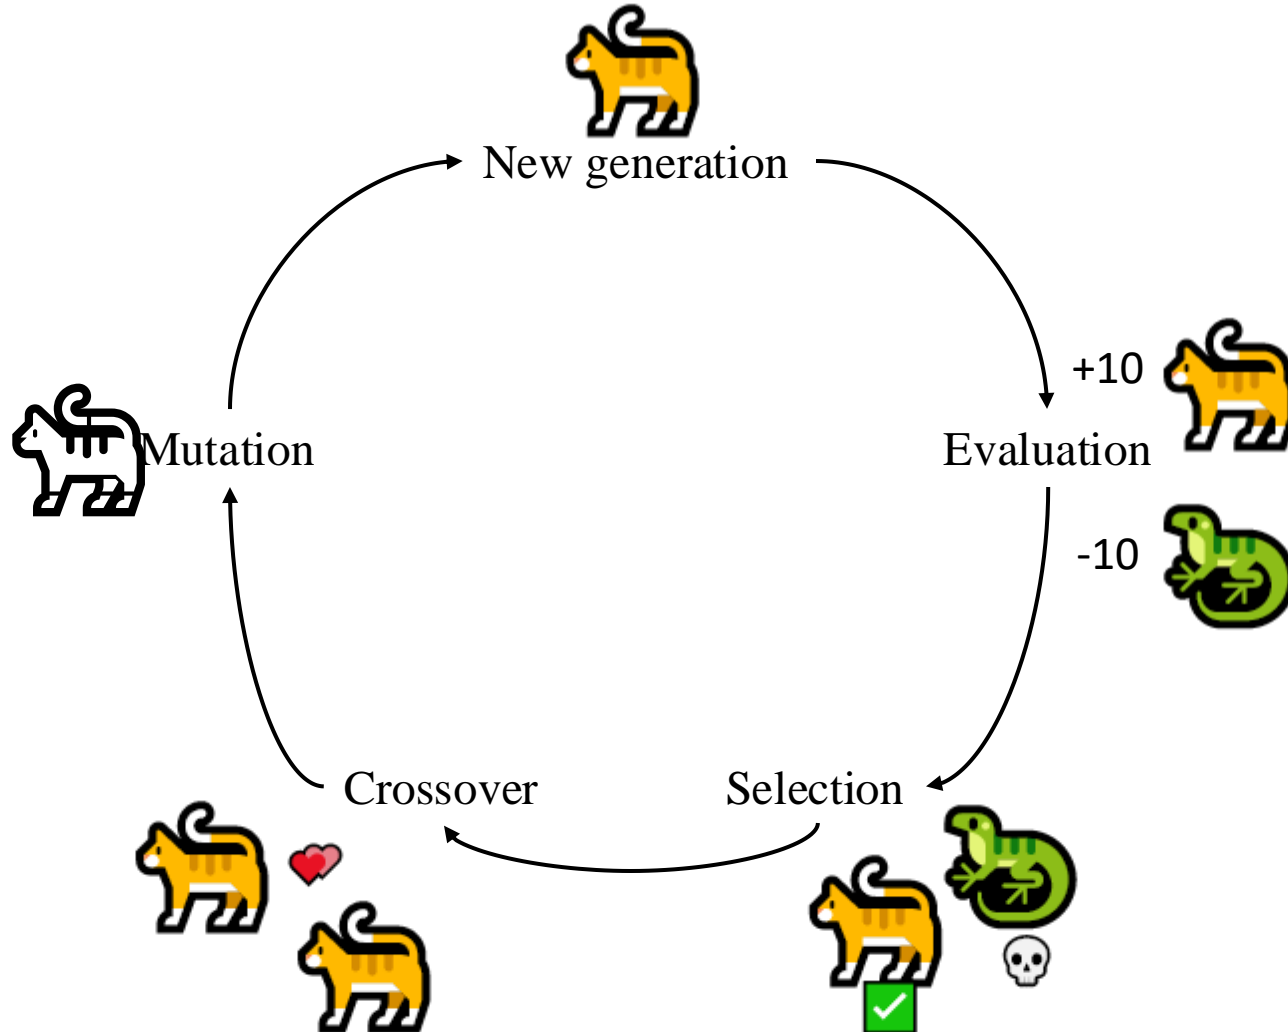 New generation
+10
Mutation
Evaluation
-10
Crossover
Selection